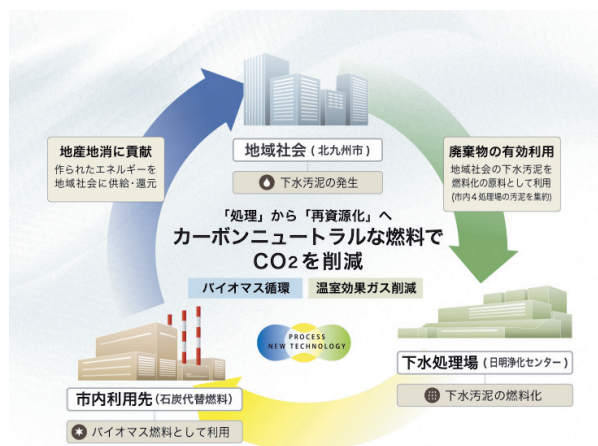 地産地消に貢献
作られたエネルギーを
地域社会に供給・還元
地域社会(北九州市)
下水汚泥の発生
廃棄物の有効利用
地域社会の下水汚泥を
燃料化の原料として利用
(市内4処理場の汚泥を集約)
「処理」から「再資源化」へ
カーボンニュートラルな燃料で
CO2を削減
バイオマス循環
温室効果ガス削減
PROCESS
NEW TECHNOLOGY
市内利用先(石炭代替燃料)
バイオマス燃料として利用
下水処理場(日明浄化センター)
下水汚泥の燃料化